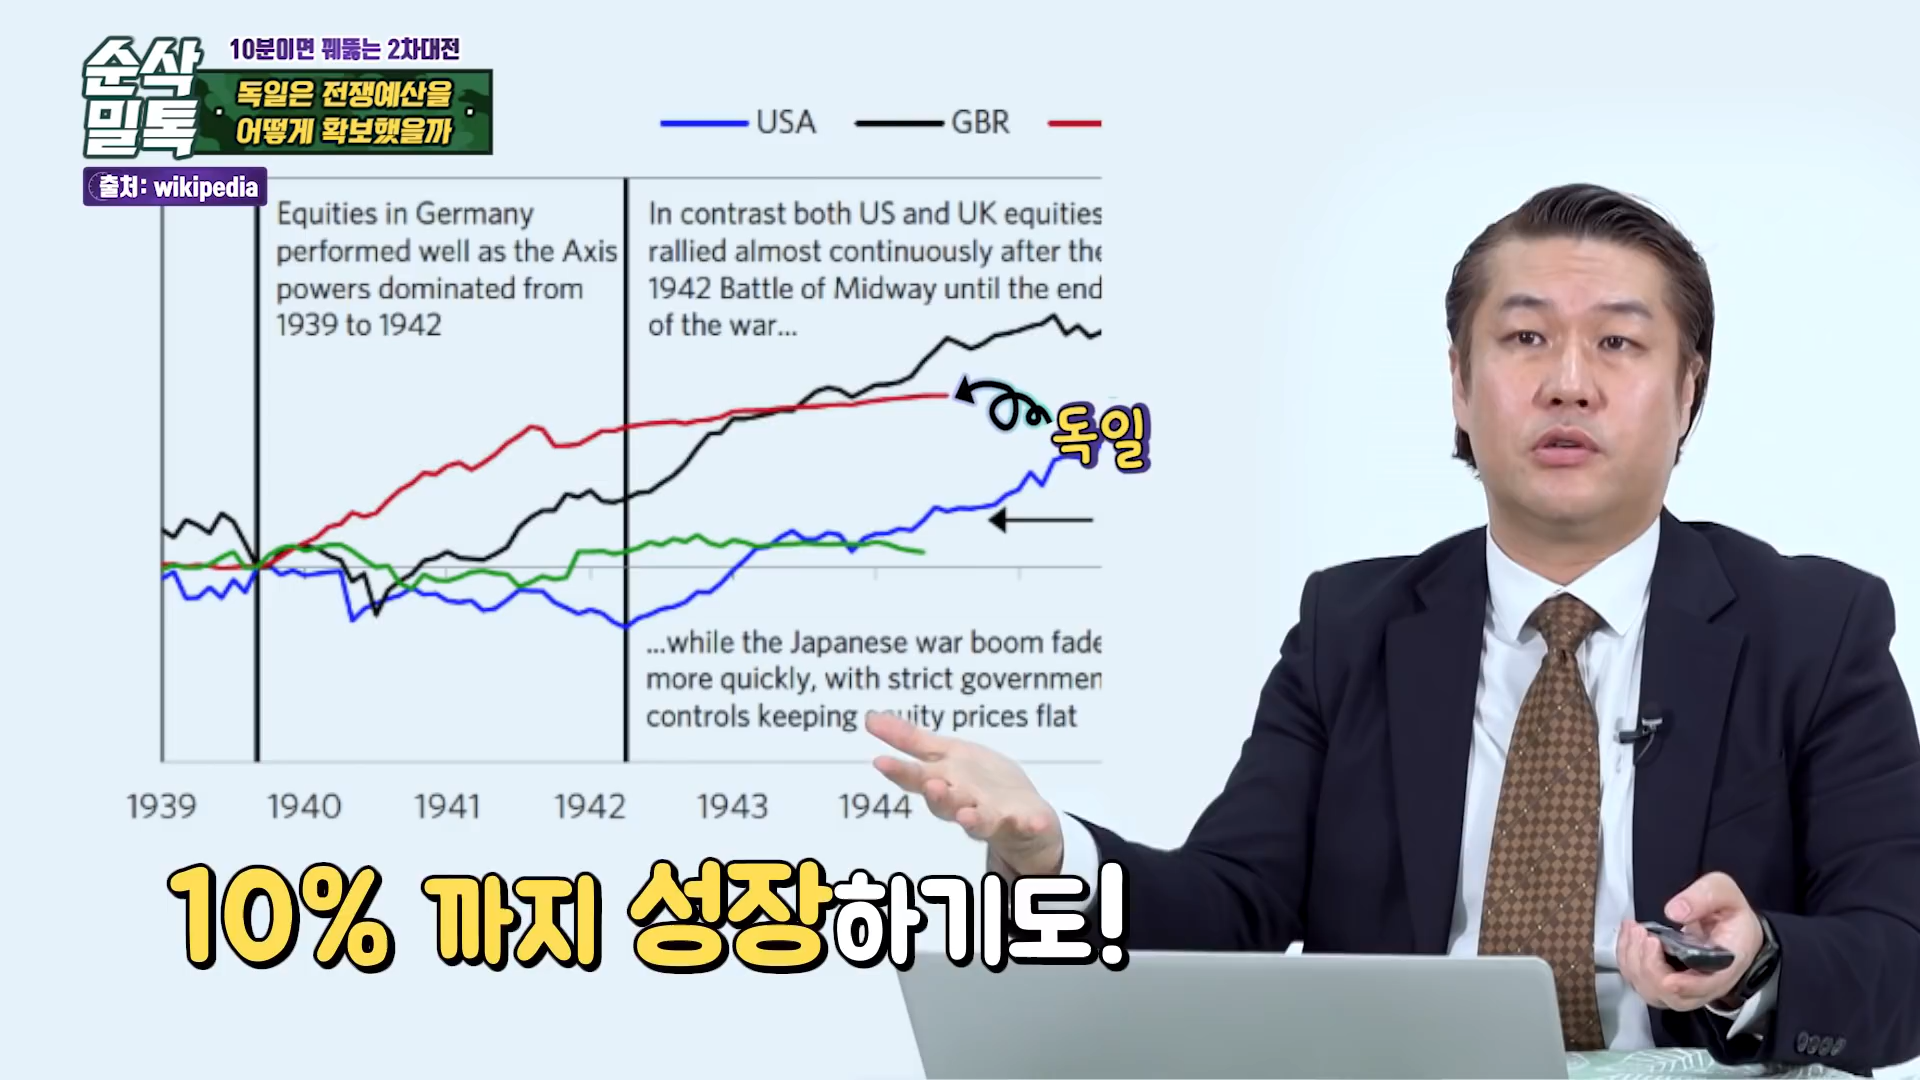 순삭
밀톡
10분이면 꿰뚫는 2차대전
독일은 전쟁예산을
어떻게 확보했을까
출처: wikipedia
USA
GBR
Equities in Germany
performed well as the Axis
powers dominated from
1939 to 1942
In contrast both US and UK equities
rallied almost continuously after the
1942 Battle of Midway until the end
of the war...
독일
...while the Japanese war boom fade
more quickly, with strict governmen
controls keeping equity prices flat
1939 1940 1941 1942 1943 1944
10% 까지 성장하기도!